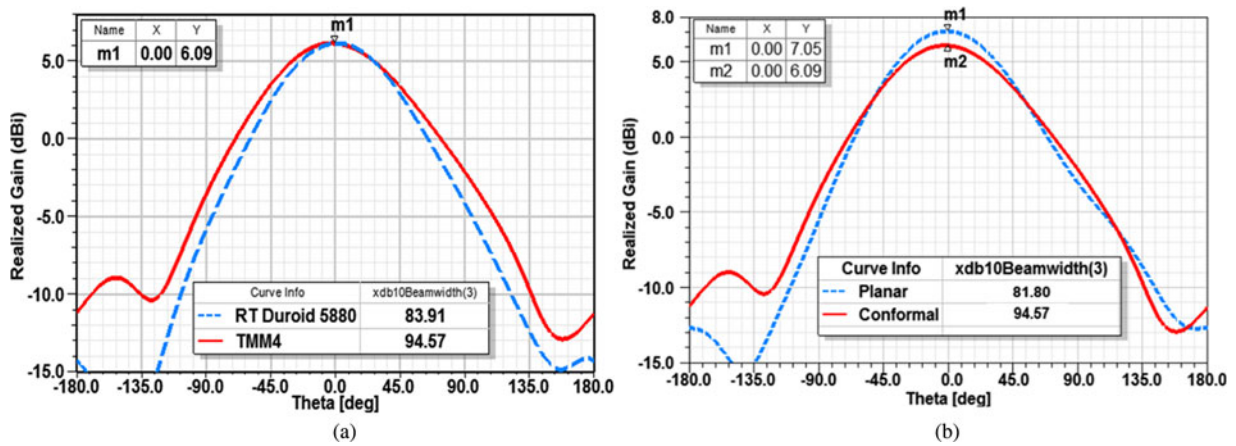 Name X Y
m1 0.00 6.09
m1
5.0
0.0
-5.0
-10.0
-15.0
Realized Gain (dBi)
Curve Info xdb10Beamwidth(3)
RT Duroid 5880 83.91
TMM4 94.57
-180.0 -135.0 -90.0 -45.0 0.0 45.0 90.0 135.0 180.0
Theta [deg]
(a)
Name X Y
m1 0.00 7.05
m2 0.00 6.09
m1
m2
8.0
5.0
0.0
-5.0
-10.0
-15.0
Realized Gain (dBi)
Curve Info xdb10Beamwidth(3)
Planar 81.80
Conformal 94.57
-180.0 -135.0 -90.0 -45.0 0.0 45.0 90.0 135.0 180.0
Theta [deg]
(b)